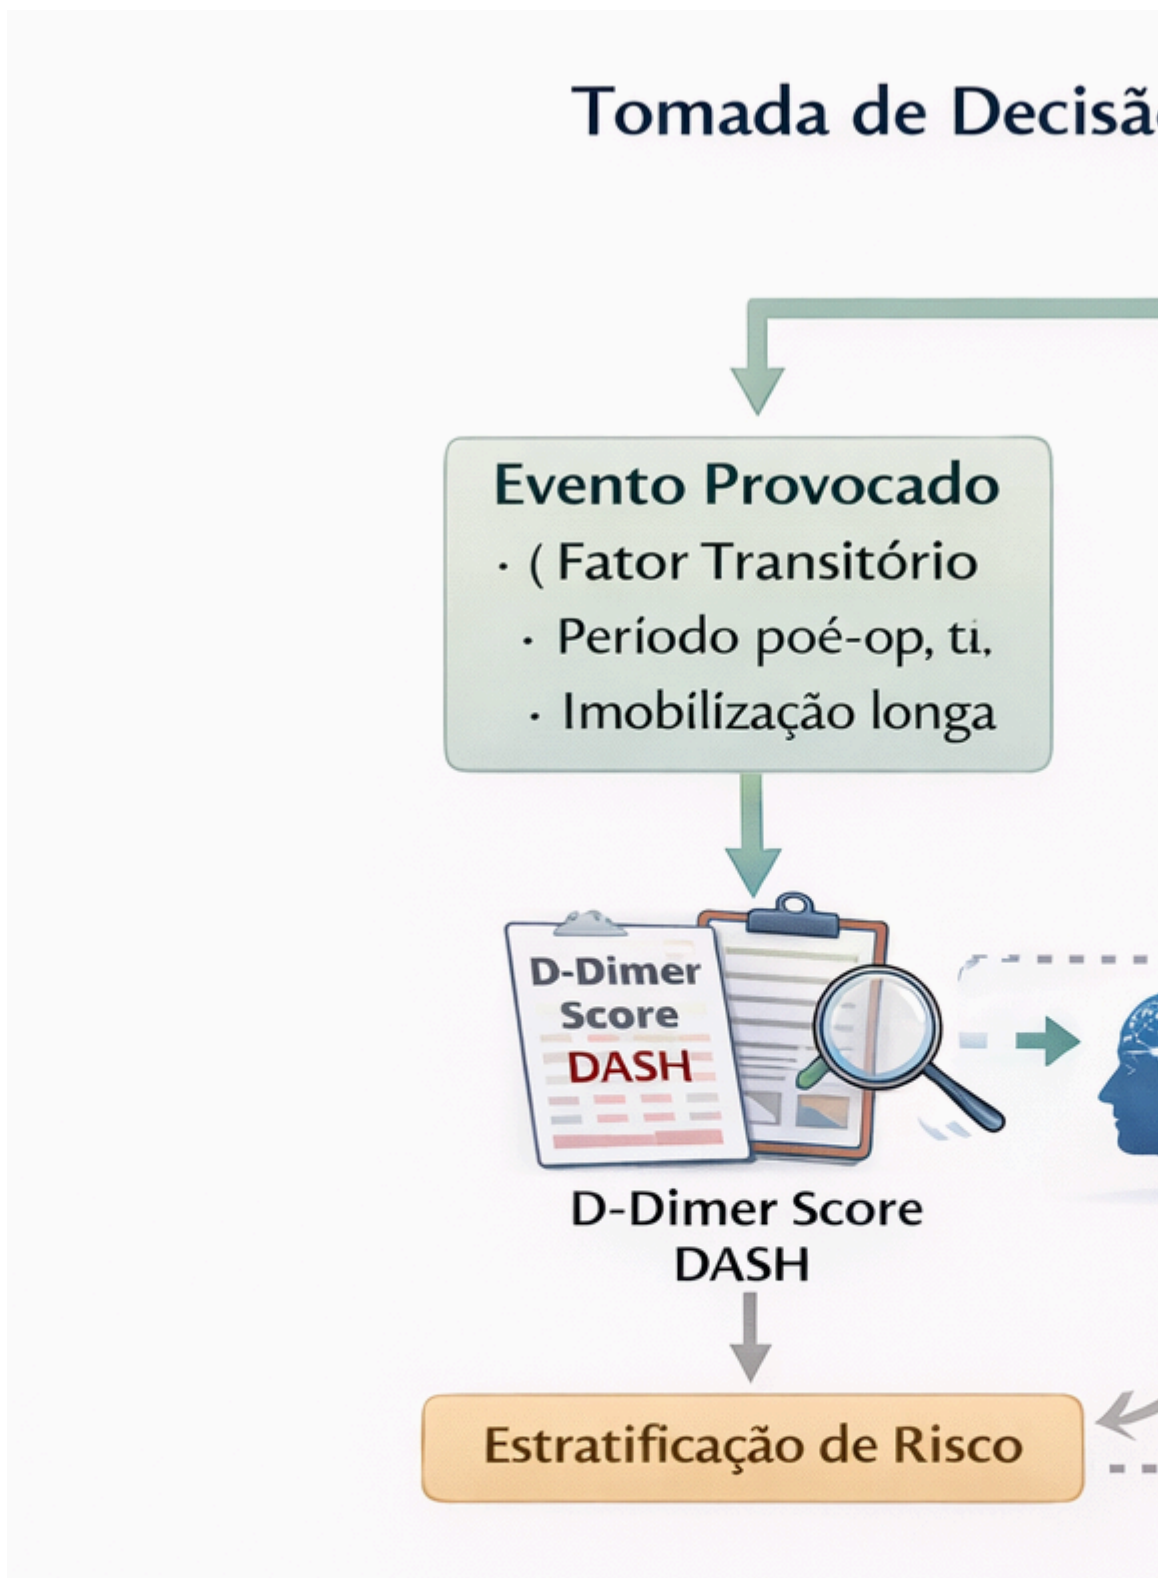 Tomada de Decisã
Evento Provocado
· ( Fator Transitório
· Período poé-op, ti,
· Imobilização longa
D-Dimer
Score
DASH
D-Dimer Score
DASH
Estratificação de Risco